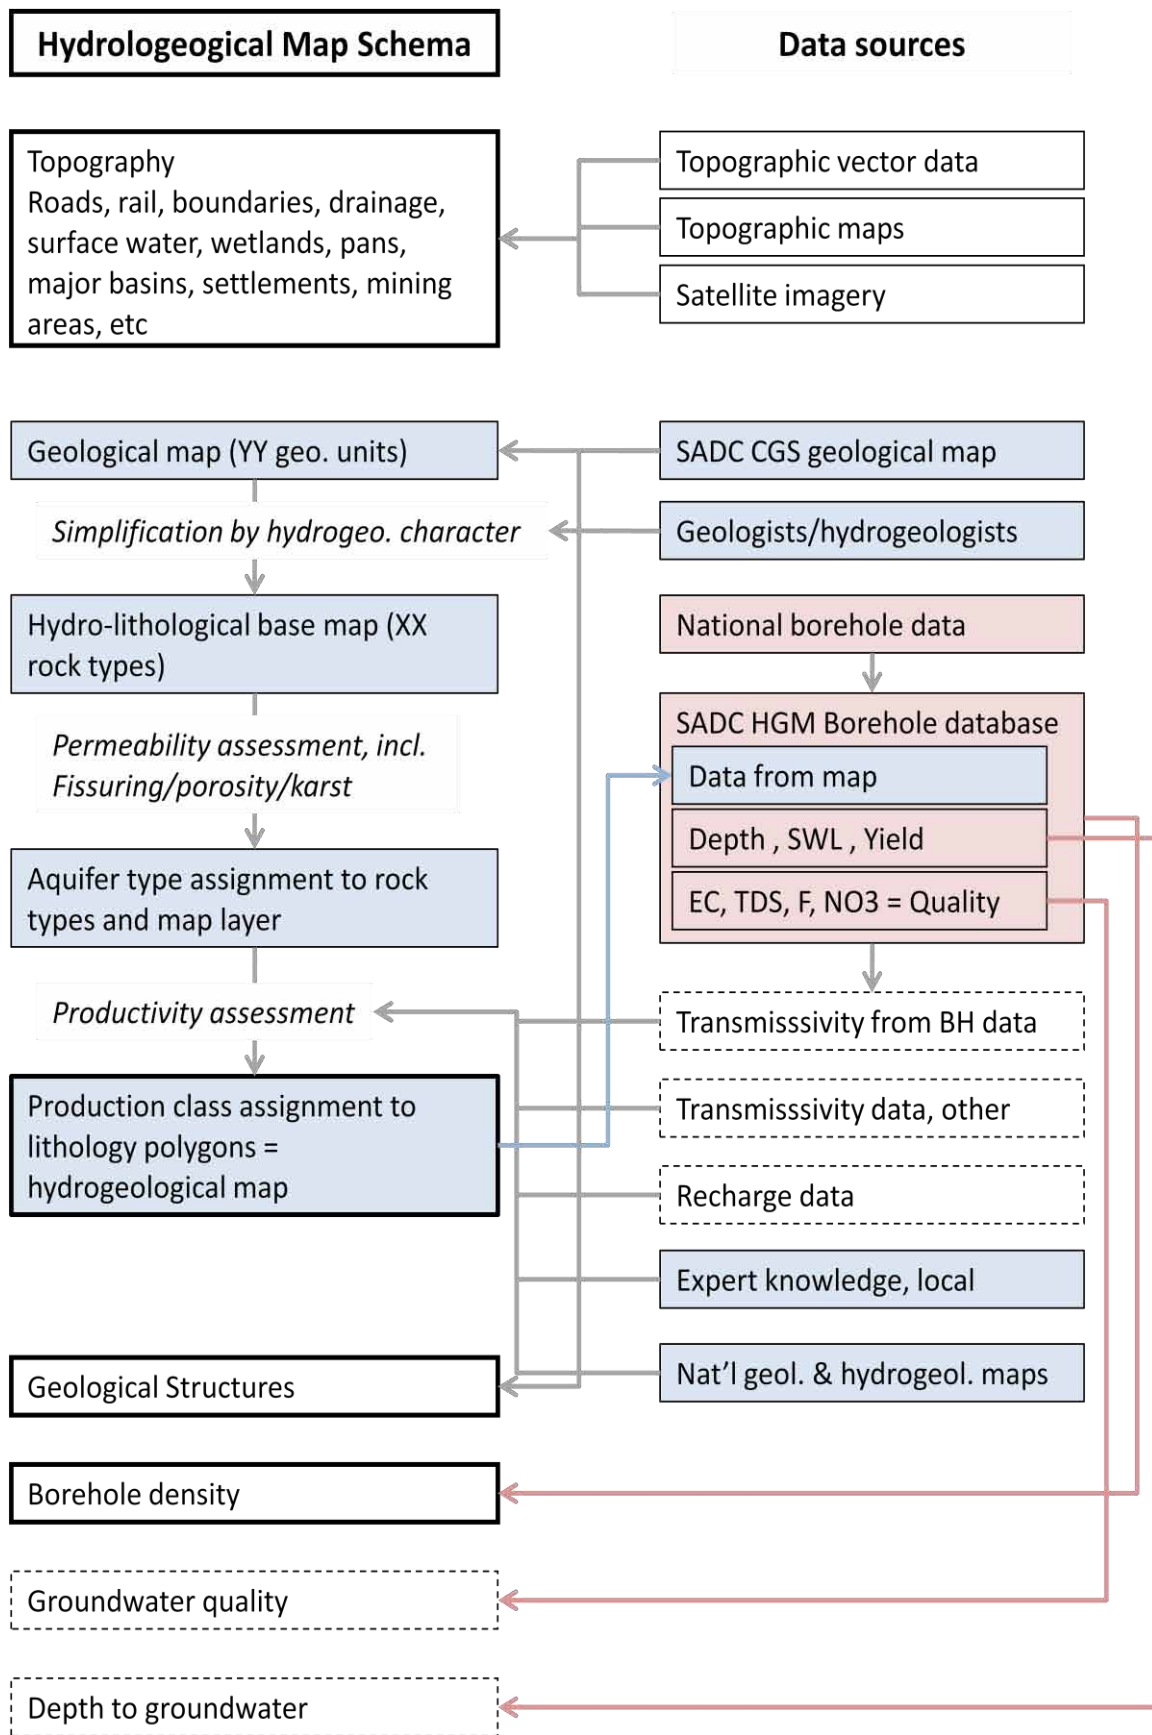 Hydrologeogical Map Schema
Data sources
Topography
Roads, rail, boundaries, drainage,
surface water, wetlands, pans,
major basins, settlements, mining
areas, etc
Topographic vector data
Topographic maps
Satellite imagery
Geological map (YY geo. units)
SADC CGS geological map
Simplification by hydrogeo. character
Geologists/hydrogeologists
Hydro-lithological base map (XX
rock types)
National borehole data
Permeability assessment, incl.
Fissuring/porosity/karst
SADC HGM Borehole database
Data from map
Depth , SWL , Yield
EC, TDS, F, NO3 = Quality
Aquifer type assignment to rock
types and map layer
Productivity assessment
Transmisssivity from BH data
Production class assignment to
lithology polygons =
hydrogeological map
Transmisssivity data, other
Recharge data
Expert knowledge, local
Geological Structures
Nat'l geol. & hydrogeol. maps
Borehole density
Groundwater quality
Depth to groundwater